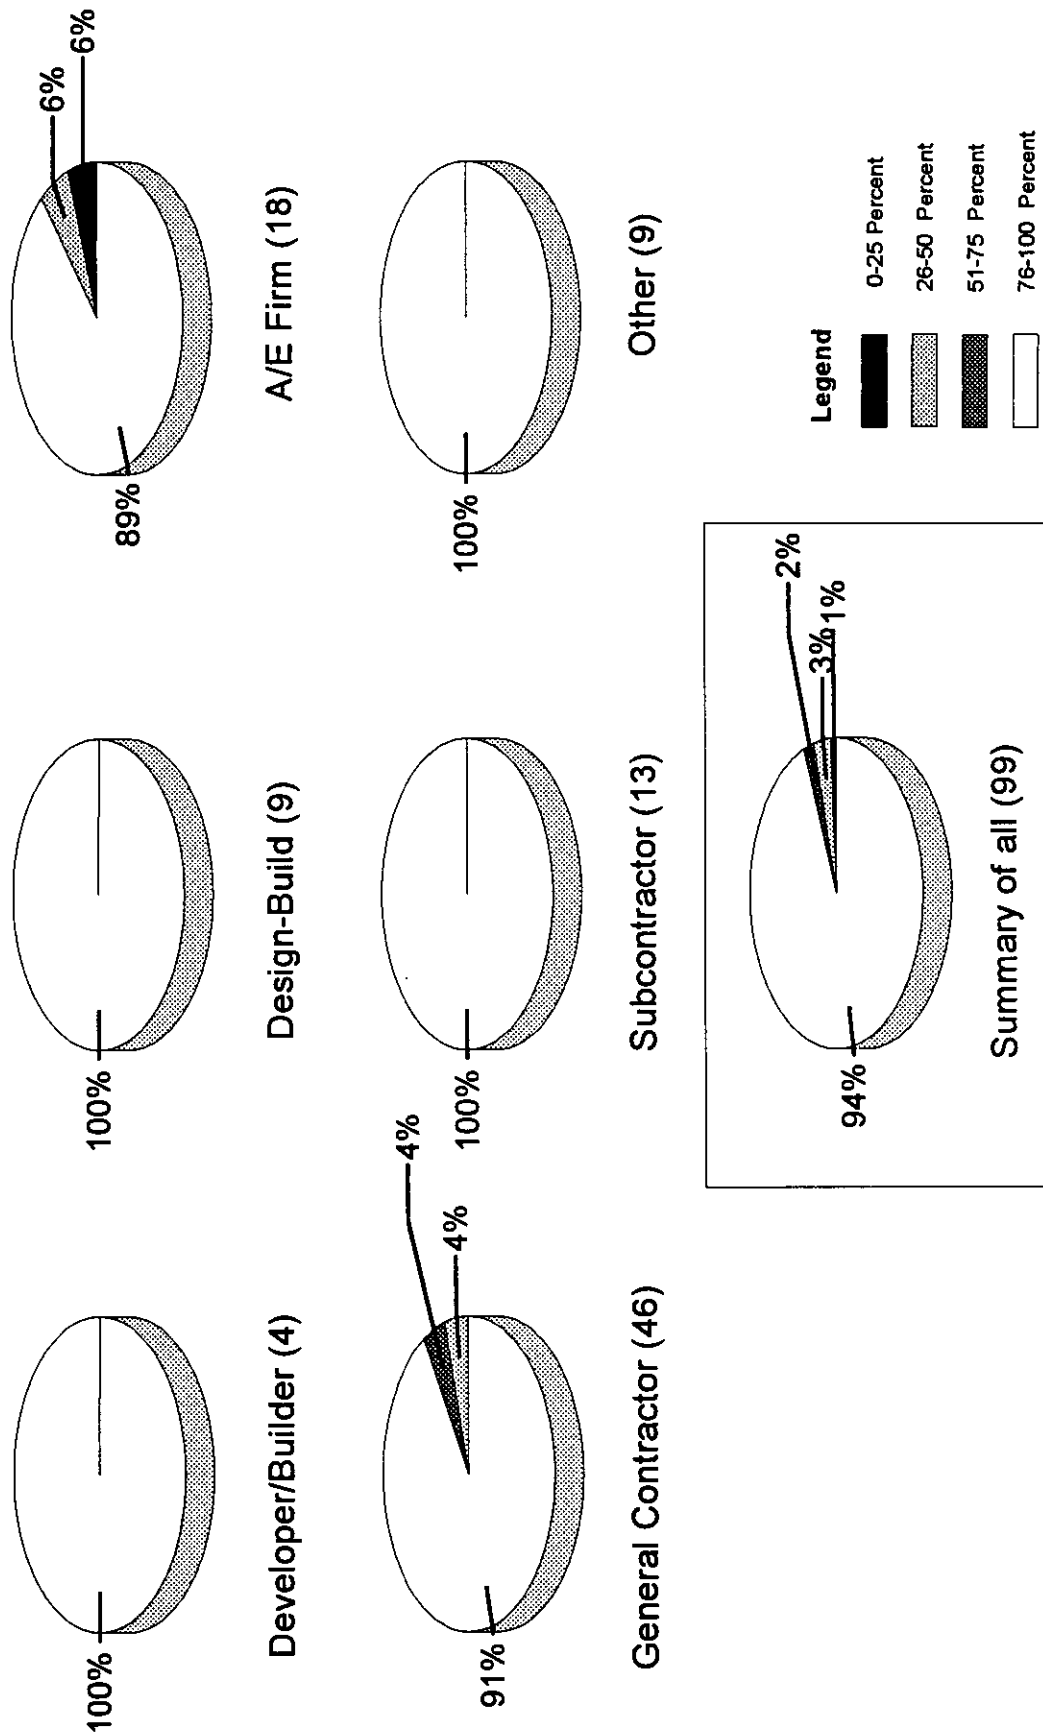 100%
Developer/Builder (4)
100%
Design-Build (9)
89%
6%
6%
A/E Firm (18)
91%
4%
4%
General Contractor (46)
100%
Subcontractor (13)
100%
Other (9)
94%
2%
3%
1%
Summary of all (99)
Legend
0-25 Percent
26-50 Percent
51-75 Percent
76-100 Percent